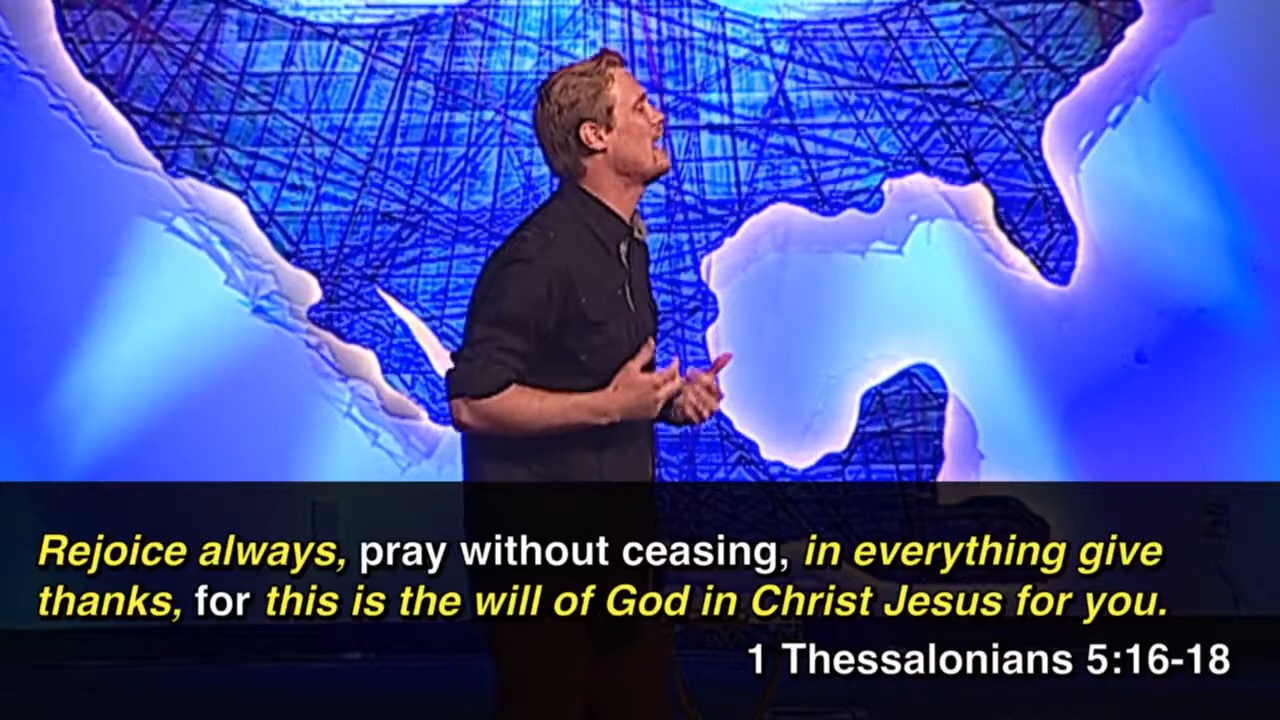 Rejoice always, pray without ceasing, in everything give
thanks, for this is the will of God in Christ Jesus for you.
1 Thessalonians 5:16-18